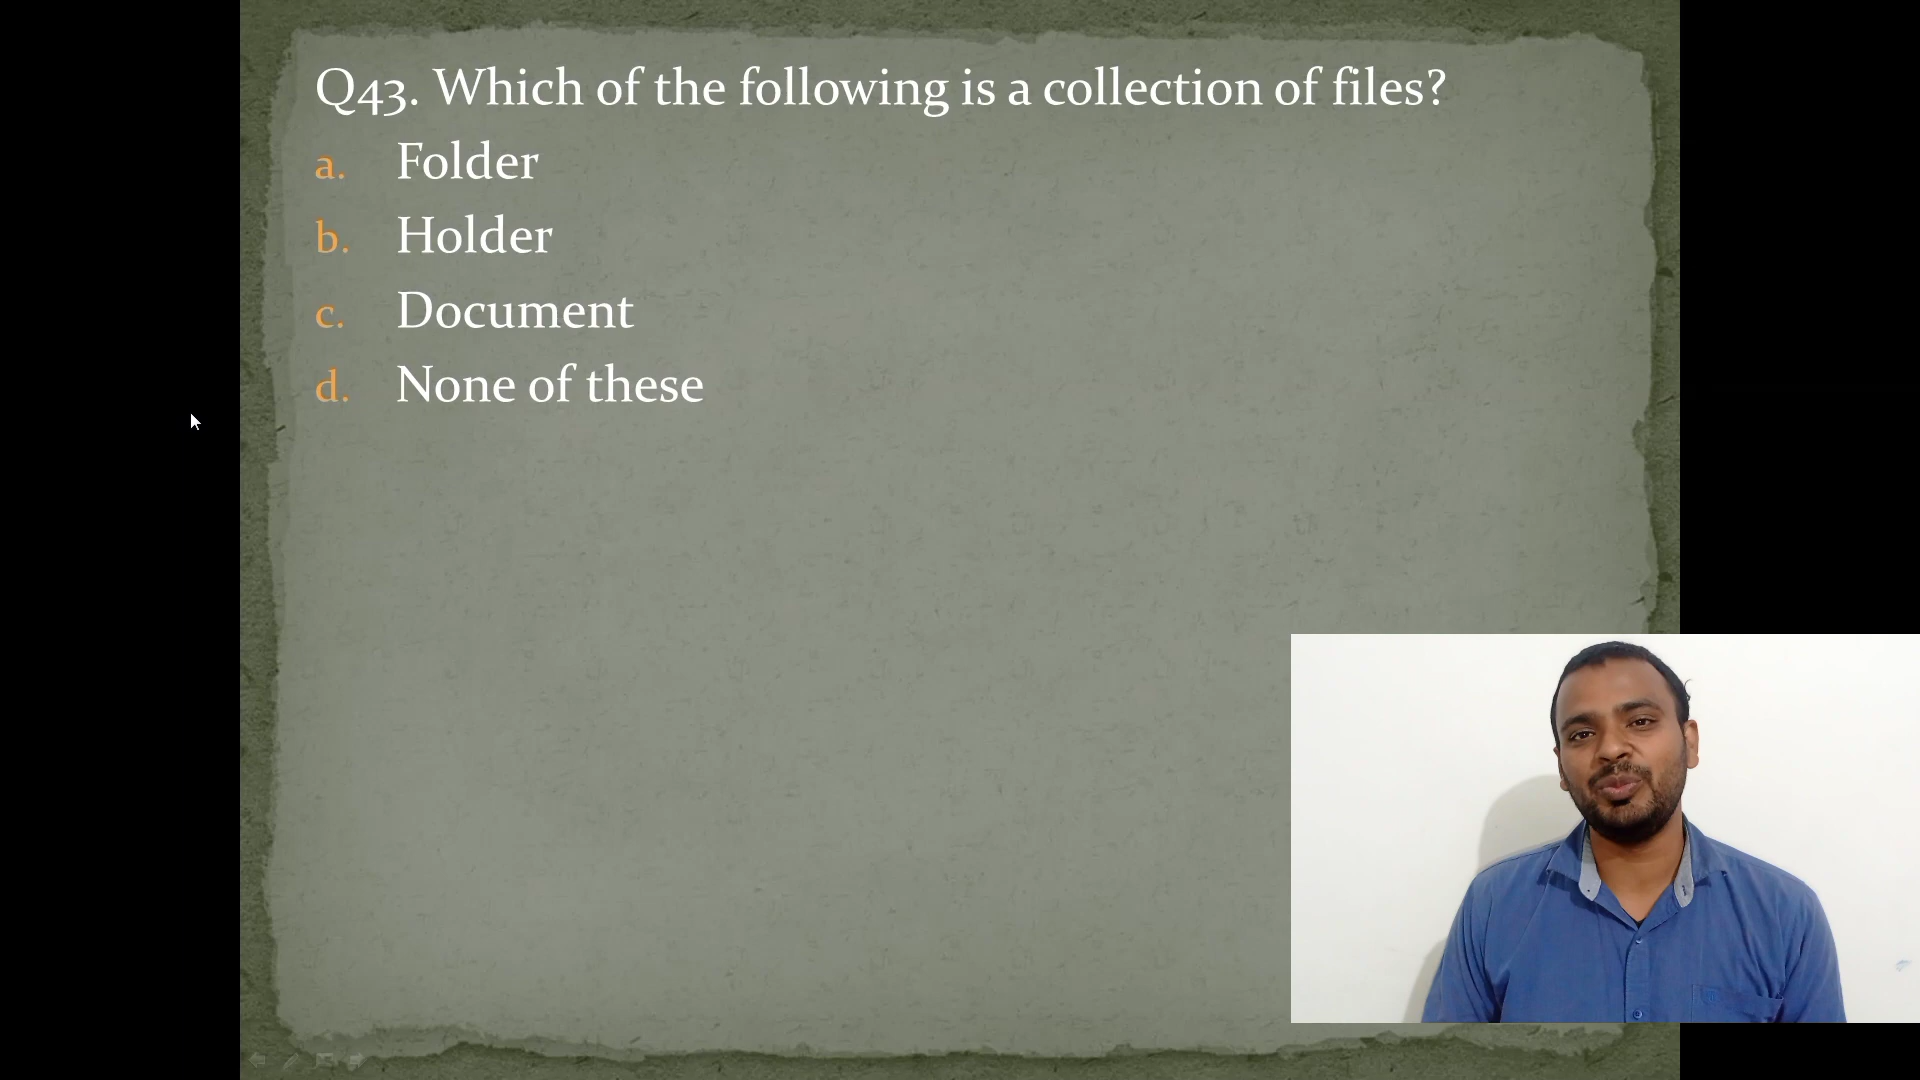 Q43. Which of the following is a collection of files?
a. Folder
b. Holder
c. Document
d. None of these